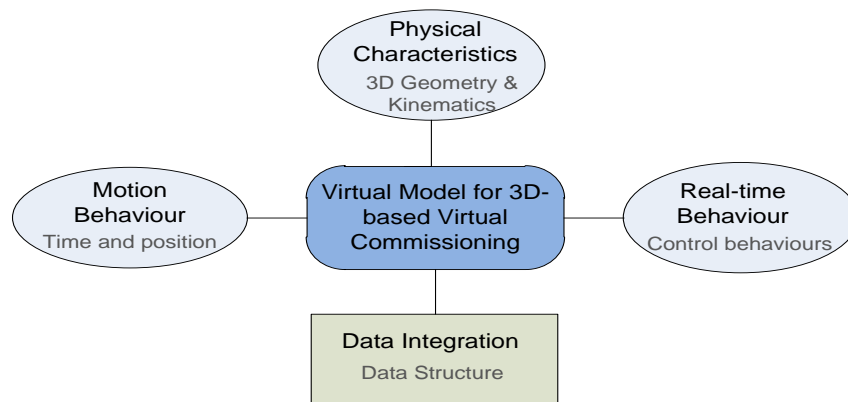 Physical
Characteristics
3D Geometry &
Kinematics
Motion
Behaviour
Time and position
Virtual Model for 3D-
based Virtual
Commissioning
Real-time
Behaviour
Control behaviours
Data Integration
Data Structure